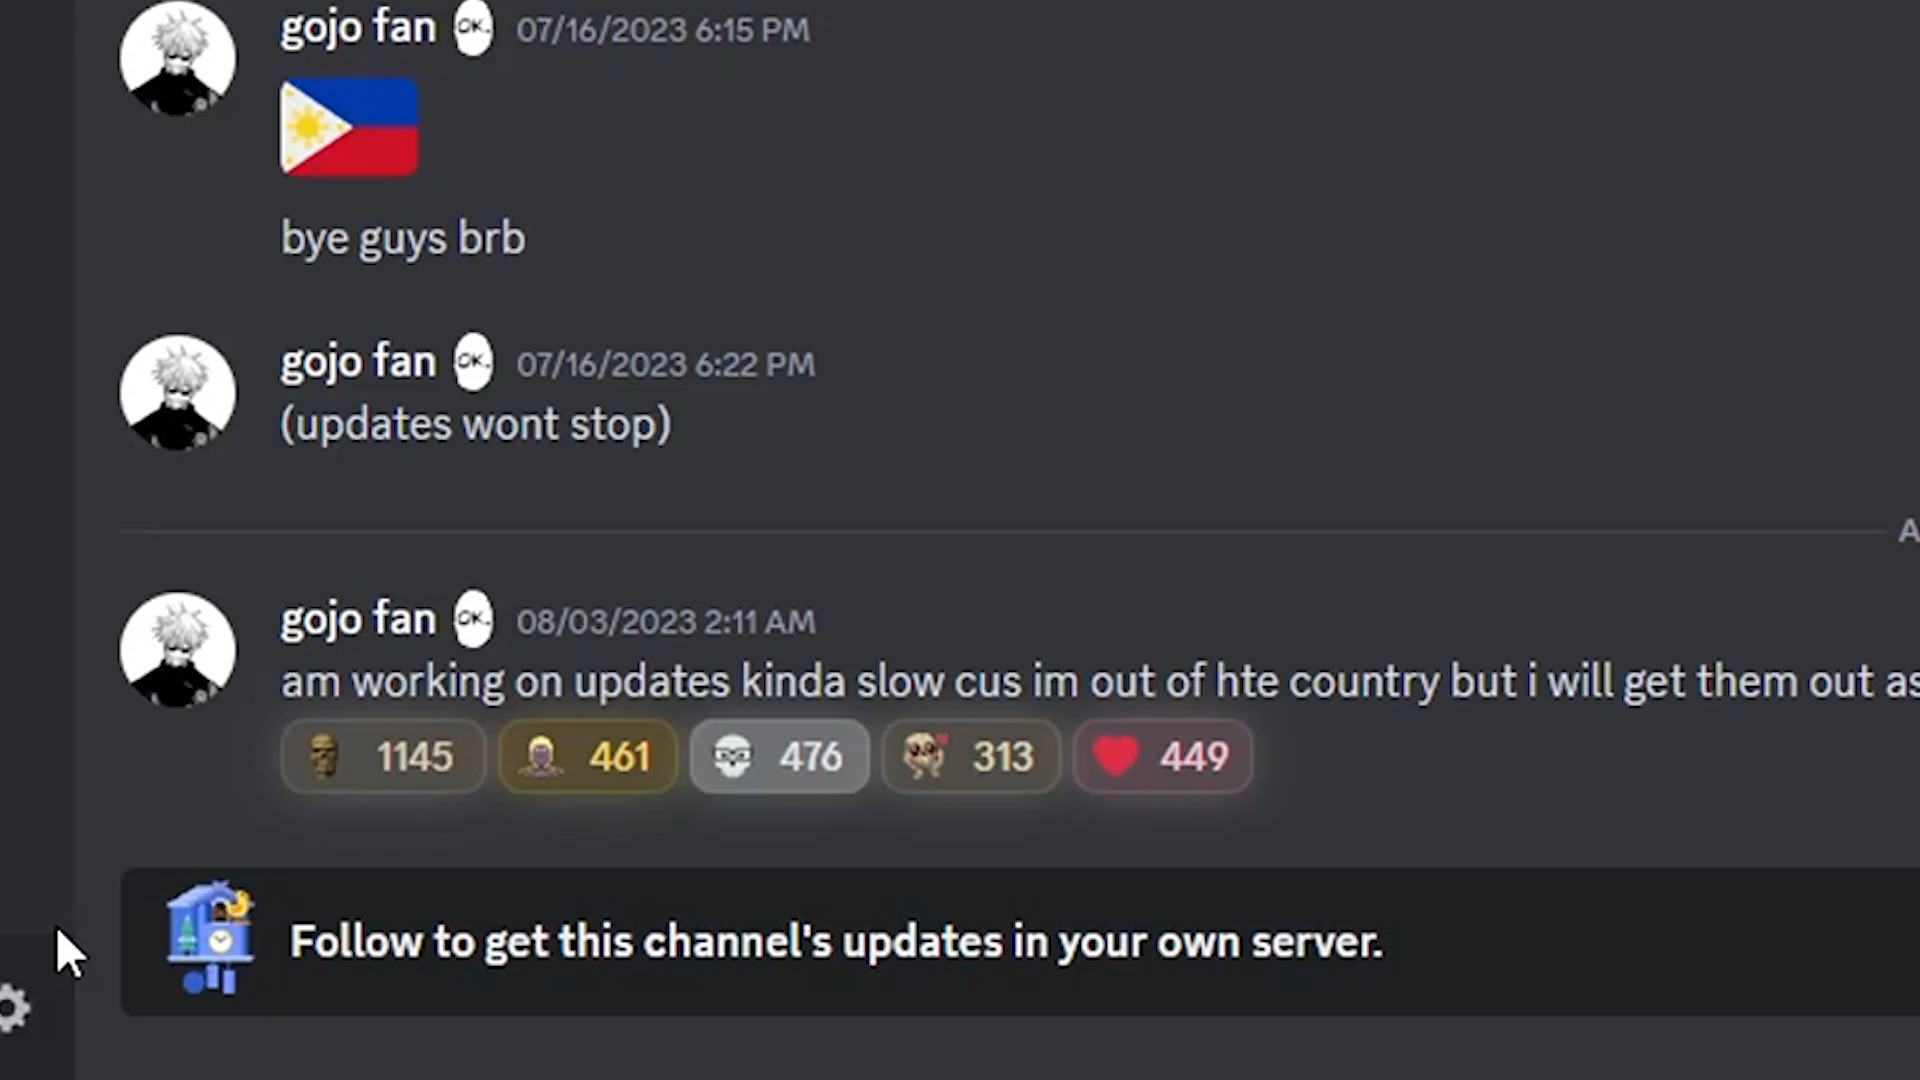 gojo fan OK. 07/16/2023 6:15 PM
bye guys brb
gojo fan OK. 07/16/2023 6:22 PM
(updates wont stop)
A
gojo fan OK. 08/03/2023 2:11 AM
am working on updates kinda slow cus im out of hte country but i will get them out as
1145 461 476 313 449
Follow to get this channel's updates in your own server.